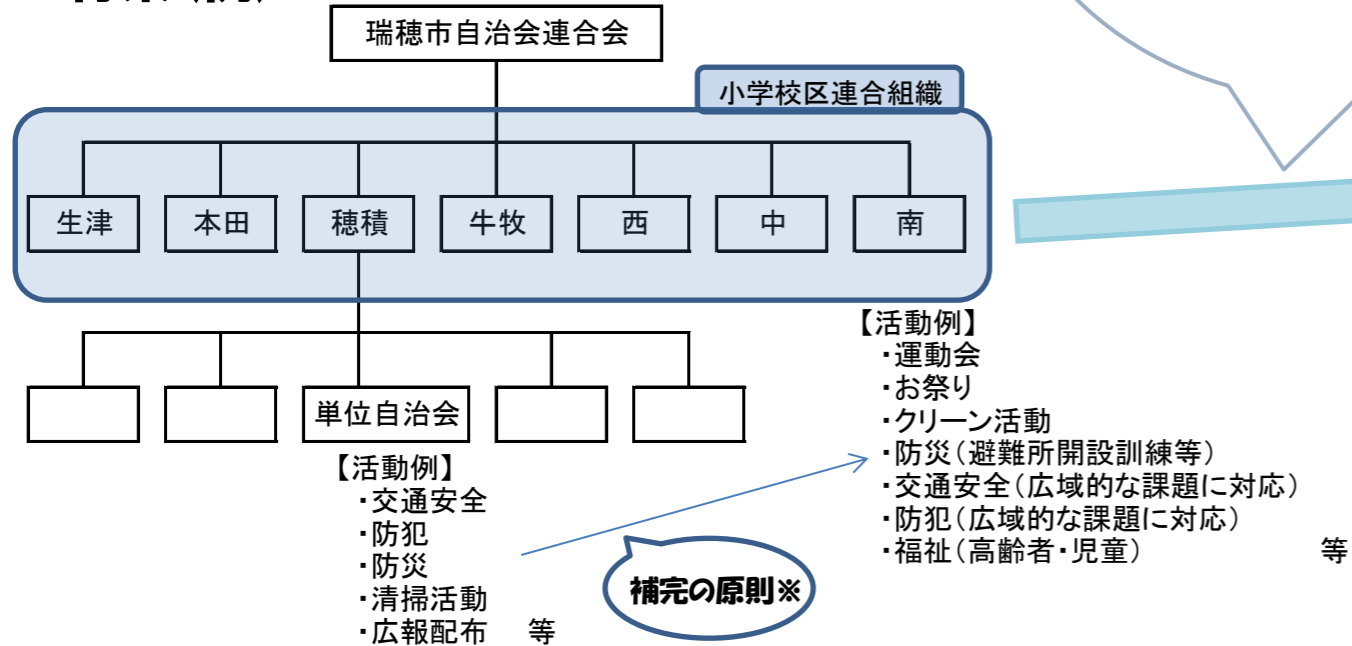 瑞穂市自治会連合会
小学校区連合組織
生津
本田
穂積
牛牧
西
中
南
単位自治会
【活動例】
・交通安全
・防犯
・防災
・清掃活動
・広報配布 等
補完の原則※
【活動例】
・運動会
・お祭り
・クリーン活動
・防災(避難所開設訓練等)
・交通安全(広域的な課題に対応)
・防犯(広域的な課題に対応)
・福祉(高齢者・児童) 等